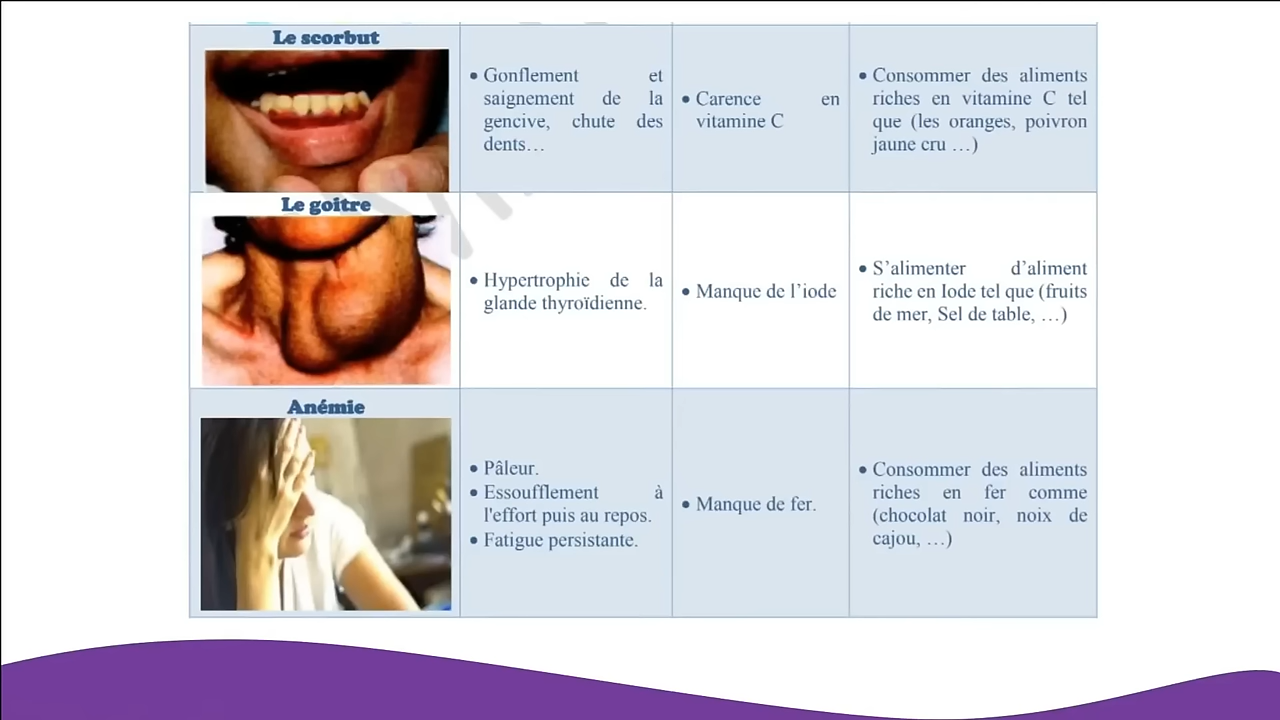 Le scorbut
• Gonflement et
saignement de la
gencive, chute des
dents…
• Carence en
vitamine C
• Consommer des aliments
riches en vitamine C tel
que (les oranges, poivron
jaune cru …)
Le goitre
• Hypertrophie de la
glande thyroïdienne.
• Manque de l’iode
• S’alimenter d’aliment
riche en Iode tel que (fruits
de mer, Sel de table, …)
Anémie
• Pâleur.
• Essoufflement à
l'effort puis au repos.
• Fatigue persistante.
• Manque de fer.
• Consommer des aliments
riches en fer comme
(chocolat noir, noix de
cajou, …)